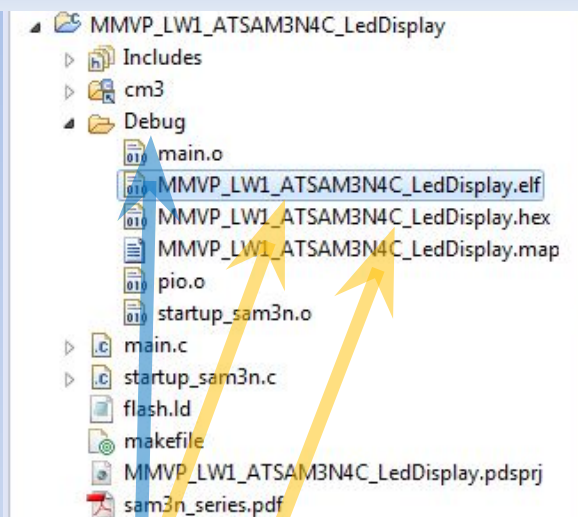 MMVP_LW1_ATSAM3N4C_LedDisplay
Includes
cm3
Debug
main.o
MMVP_LW1_ATSAM3N4C_LedDisplay.elf
MMVP_LW1_ATSAM3N4C_LedDisplay.hex
MMVP_LW1_ATSAM3N4C_LedDisplay.map
pio.o
startup_sam3n.o
main.c
startup_sam3n.c
flash.ld
makefile
MMVP_LW1_ATSAM3N4C_LedDisplay.pdsprj
sam3n_series.pdf